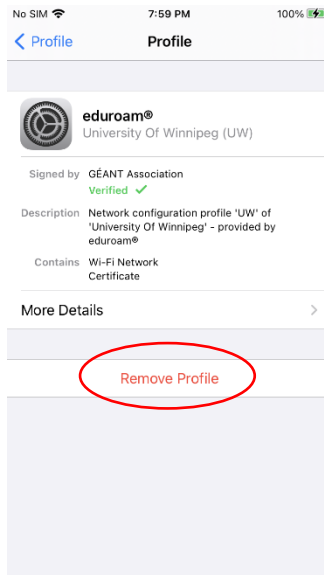 No SIM 7:59 PM 100%
Profile Profile
eduroam®
University Of Winnipeg (UW)
Signed by GÉANT Association
Verified ✓
Description Network configuration profile 'UW' of
'University Of Winnipeg' - provided by
eduroam®
Contains Wi-Fi Network
Certificate
More Details
Remove Profile